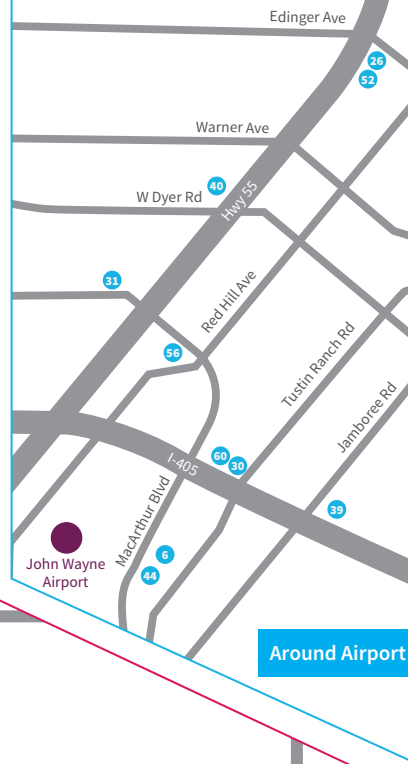 Edinger Ave
26
52
Warner Ave
40
W Dyer Rd
Hwy 55
31
Red Hill Ave
56
Tustin Ranch Rd
Jamboree Rd
60
30
I-405
39
MacArthur Blvd
John Wayne
Airport
6
44
Around Airport